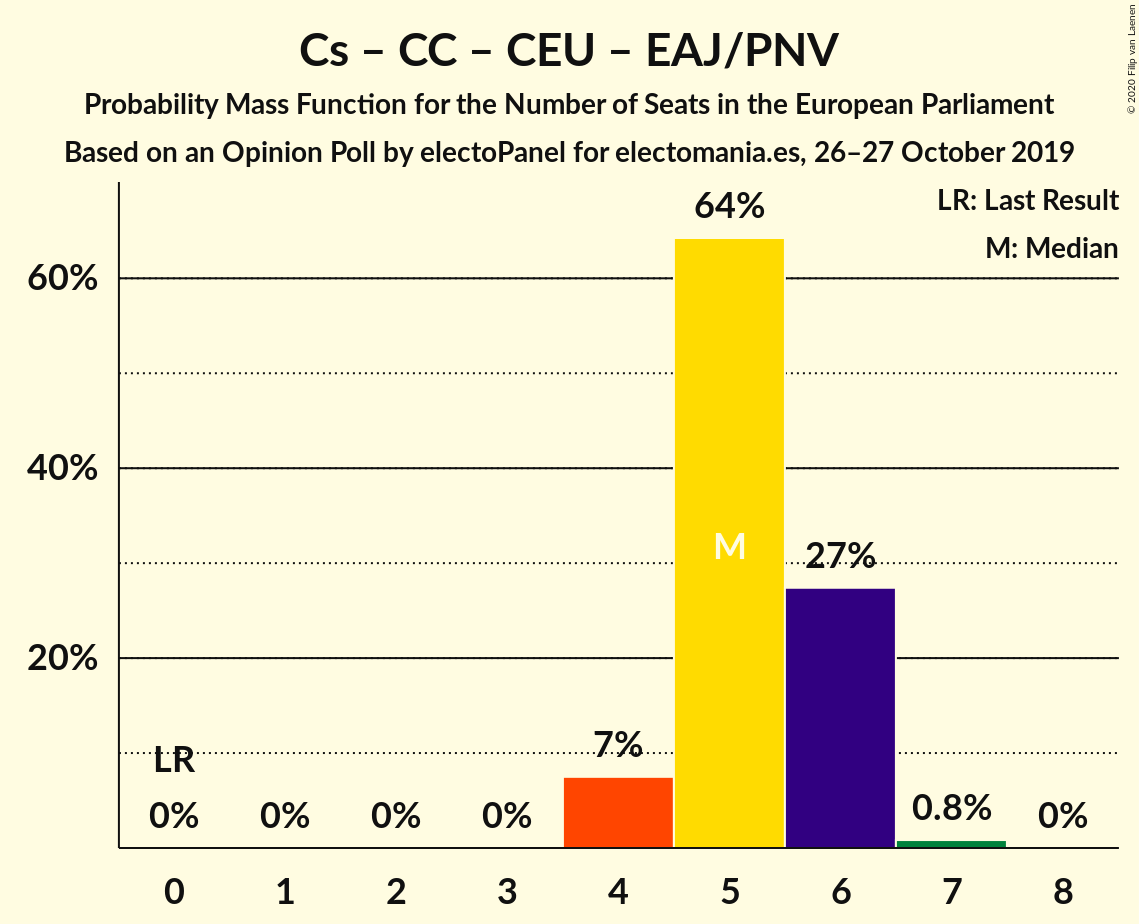 Cs – CC – CEU – EAJ/PNV
Probability Mass Function for the Number of Seats in the European Parliament
Based on an Opinion Poll by electoPanel for electomania.es, 26–27 October 2019
© 2020 Filip van Laenen
LR: Last Result
M: Median
64%
60%
40%
M
27%
20%
LR
7%
0% 0% 0% 0% 0.8% 0%
0 1 2 3 4 5 6 7 8